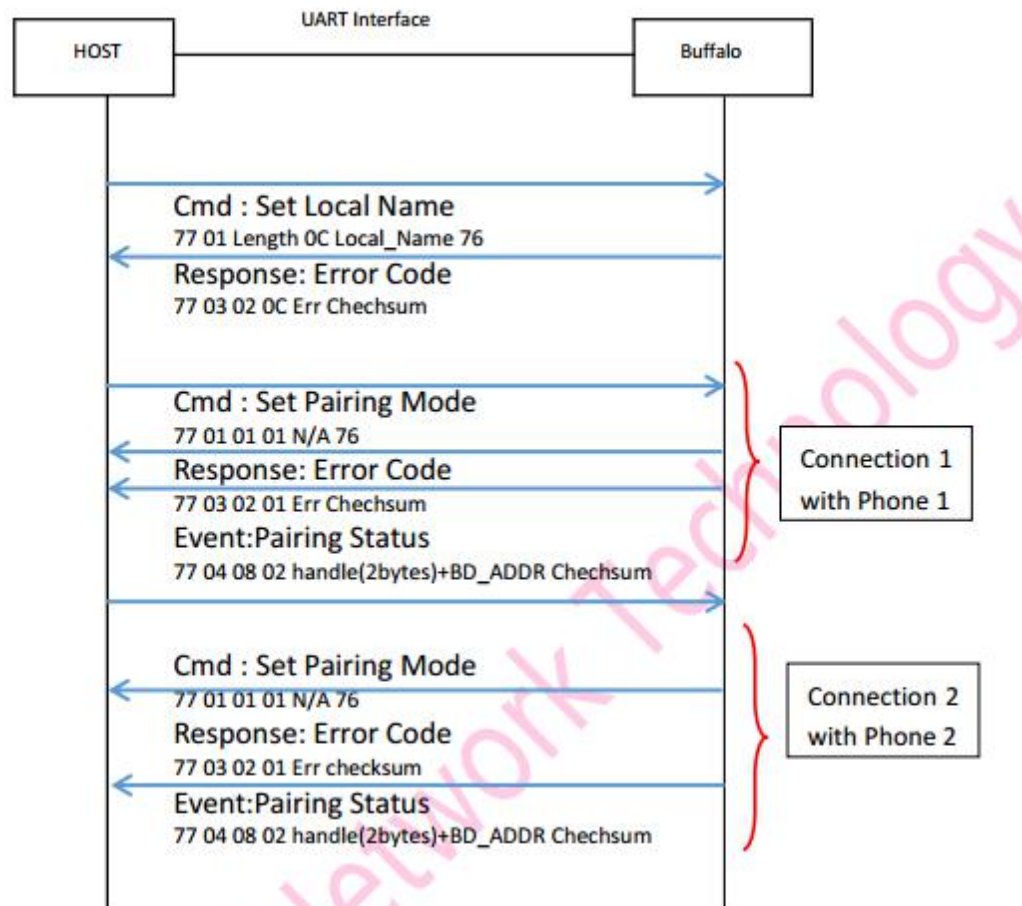 UART Interface
HOST
Buffalo
Cmd : Set Local Name
77 01 Length 0C Local_Name 76
Response: Error Code
77 03 02 0C Err Chechsum
Cmd : Set Pairing Mode
77 01 01 01 N/A 76
Response: Error Code
77 03 02 01 Err Chechsum
Event:Pairing Status
77 04 08 02 handle(2bytes)+BD_ADDR Chechsum
Connection 1
with Phone 1
Cmd : Set Pairing Mode
77 01 01 01 N/A 76
Response: Error Code
77 03 02 01 Err checksum
Event:Pairing Status
77 04 08 02 handle(2bytes)+BD_ADDR Chechsum
Connection 2
with Phone 2
Network Technology